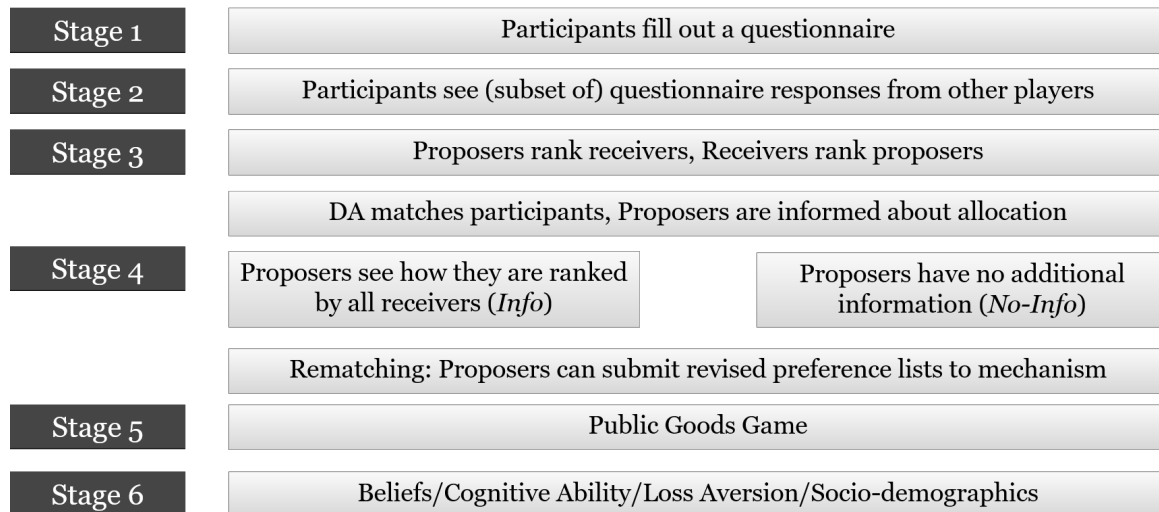 Stage 1
Participants fill out a questionnaire
Stage 2
Participants see (subset of) questionnaire responses from other players
Stage 3
Proposers rank receivers, Receivers rank proposers
DA matches participants, Proposers are informed about allocation
Stage 4
Proposers see how they are ranked
by all receivers (Info)
Proposers have no additional
information (No-Info)
Rematching: Proposers can submit revised preference lists to mechanism
Stage 5
Public Goods Game
Stage 6
Beliefs/Cognitive Ability/Loss Aversion/Socio-demographics